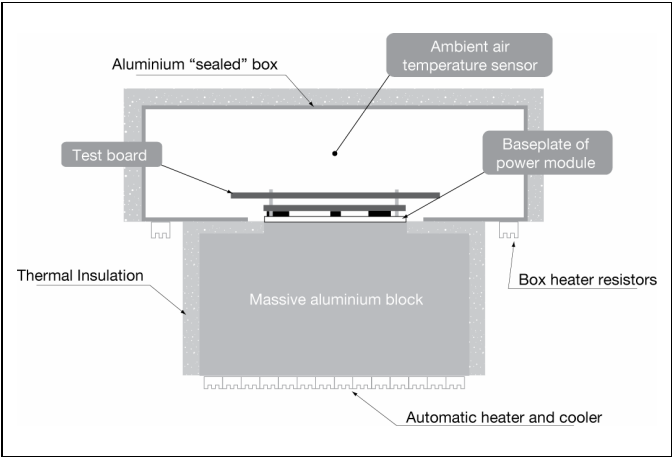 Ambient air
temperature sensor
Aluminium “sealed” box
Test board
Baseplate of
power module
Thermal Insulation
Box heater resistors
Massive aluminium block
Automatic heater and cooler